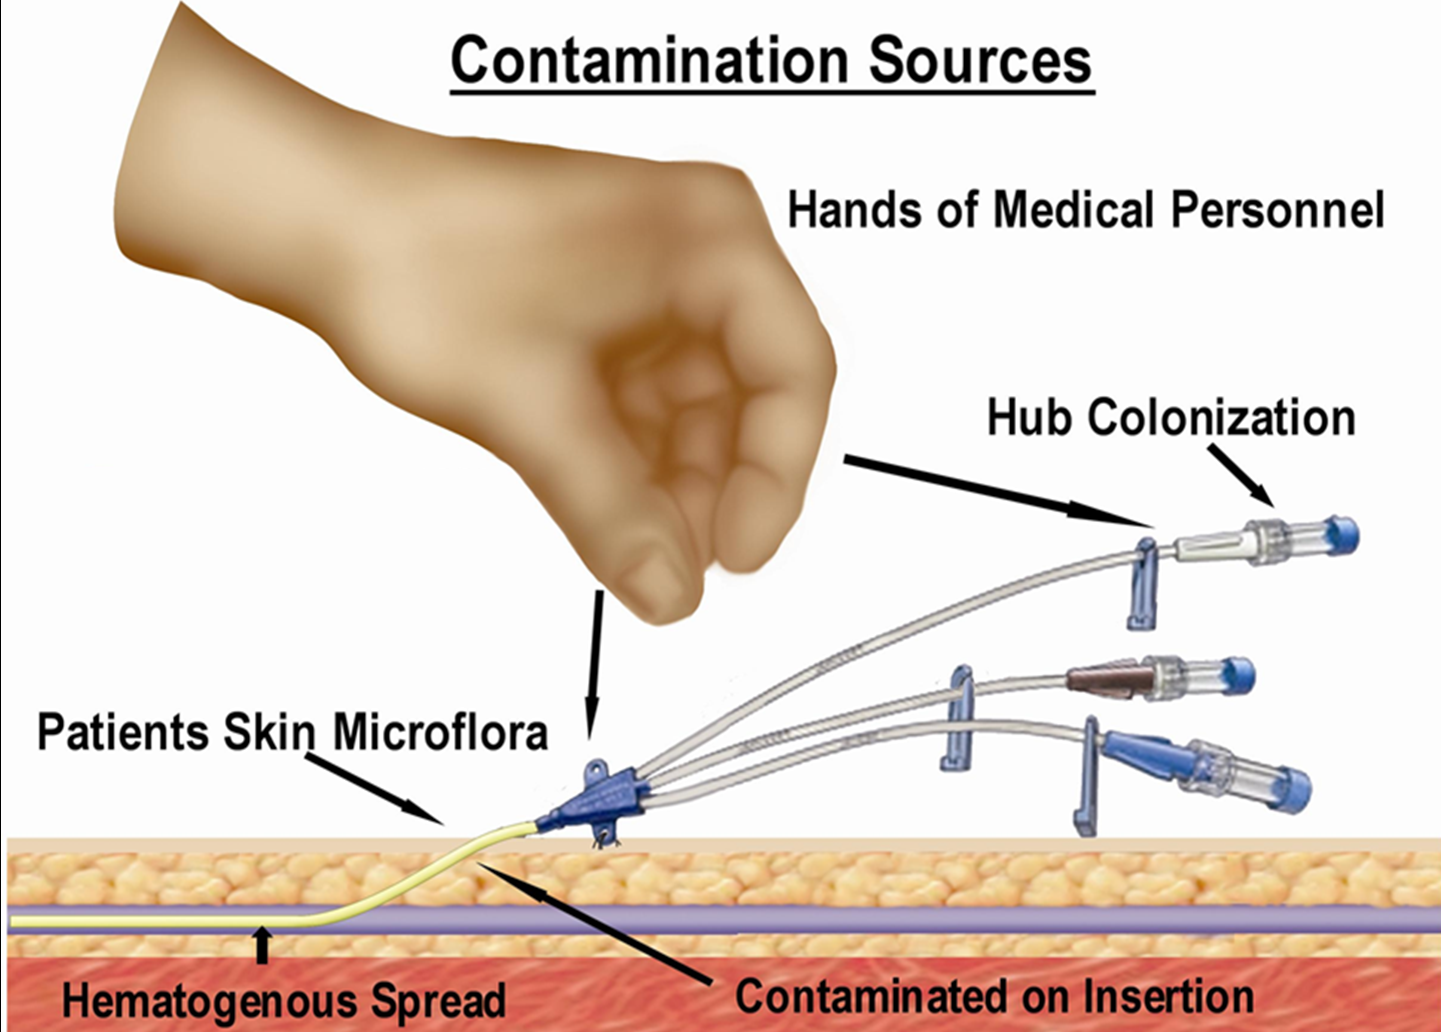 Contamination Sources
Hands of Medical Personnel
Hub Colonization
Patients Skin Microflora
Hematogenous Spread
Contaminated on Insertion